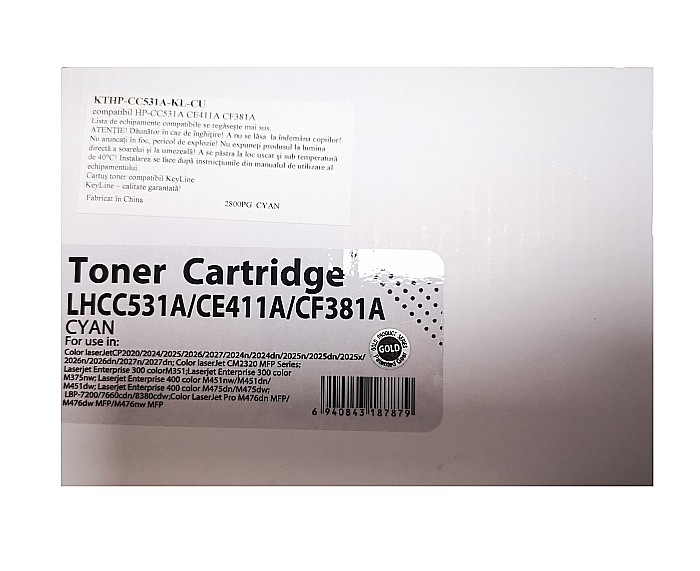 KTHP-CC531A-KL-CU
compatibil HP-CC531A CE411A CF381A
Lista de echipamente compatibile se regăsește mai sus
ATENȚIE! Dăunător în caz de înghițire! A nu se lăsa la îndemâna copiilor!
Nu aruncați în foc, pericol de explozie! Nu expuneți produsul la lumina
directă a soarelui și la umezeală! A se păstra la loc uscat și sub temperatură
de 40°C! Instalarea se face după instrucțiunile din manualul de utilizare al
echipamentului
Cartuș toner compatibil KeyLine
KeyLine – calitate garantată!
Fabricat în China
2800PG CYAN
Toner Cartridge
LHCC531A/CE411A/CF381A
CYAN
For use in:
Color laserJetCP2020/2024/2025/2026/2027/2024n/2024dn/2025n/2025dn/2025x/
2026n/2026dn/2027n/2027dn; Color laserJet CM2320 MFP Series;
Laserjet Enterprise 300 colorM351;Laserjet Enterprise 300 color
M375nw; Laserjet Enterprise 400 color M451nw/M451dn/
M451dw; Laserjet Enterprise 400 color M475dn/M475dw;
LBP-7200/7660cdn/8380cdw;Color LaserJet Pro M476dn MFP/
M476dw MFP/M476nw MFP
GOLD PRODUCT SERIES
GOLD
6 940843 187879